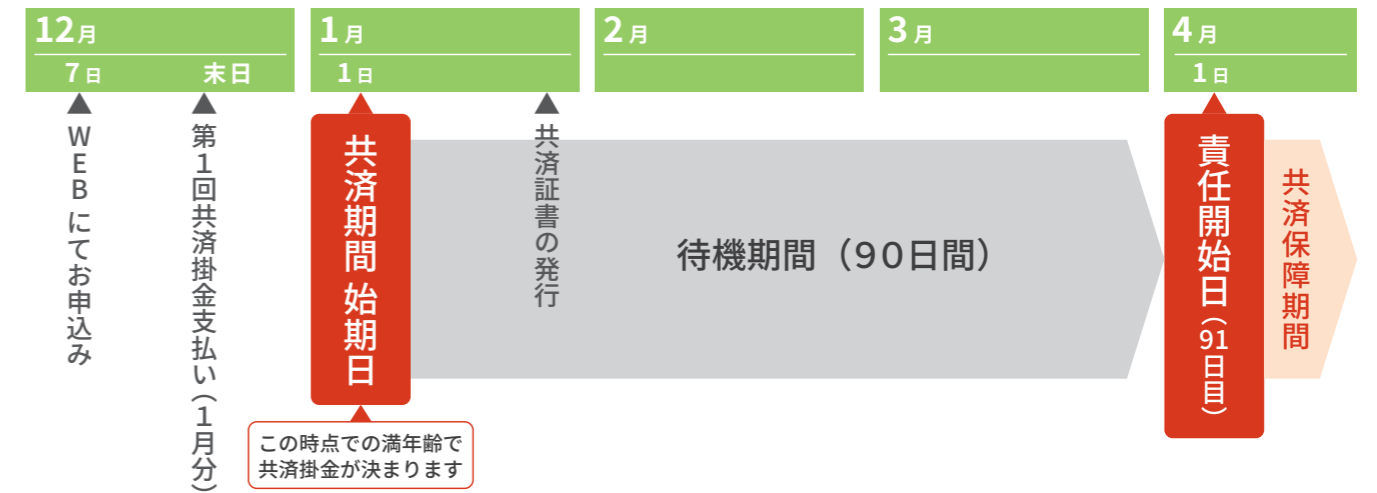 12月
7日 末日
1月
1日
2月
3月
4月
1日
WEBにてお申込み
第1回共済掛金支払い(1月分)
共済期間 始期日
この時点での満年齢で
共済掛金が決まります
共済証書の発行
待機期間（90日間）
責任開始日（91日目）
共済保障期間